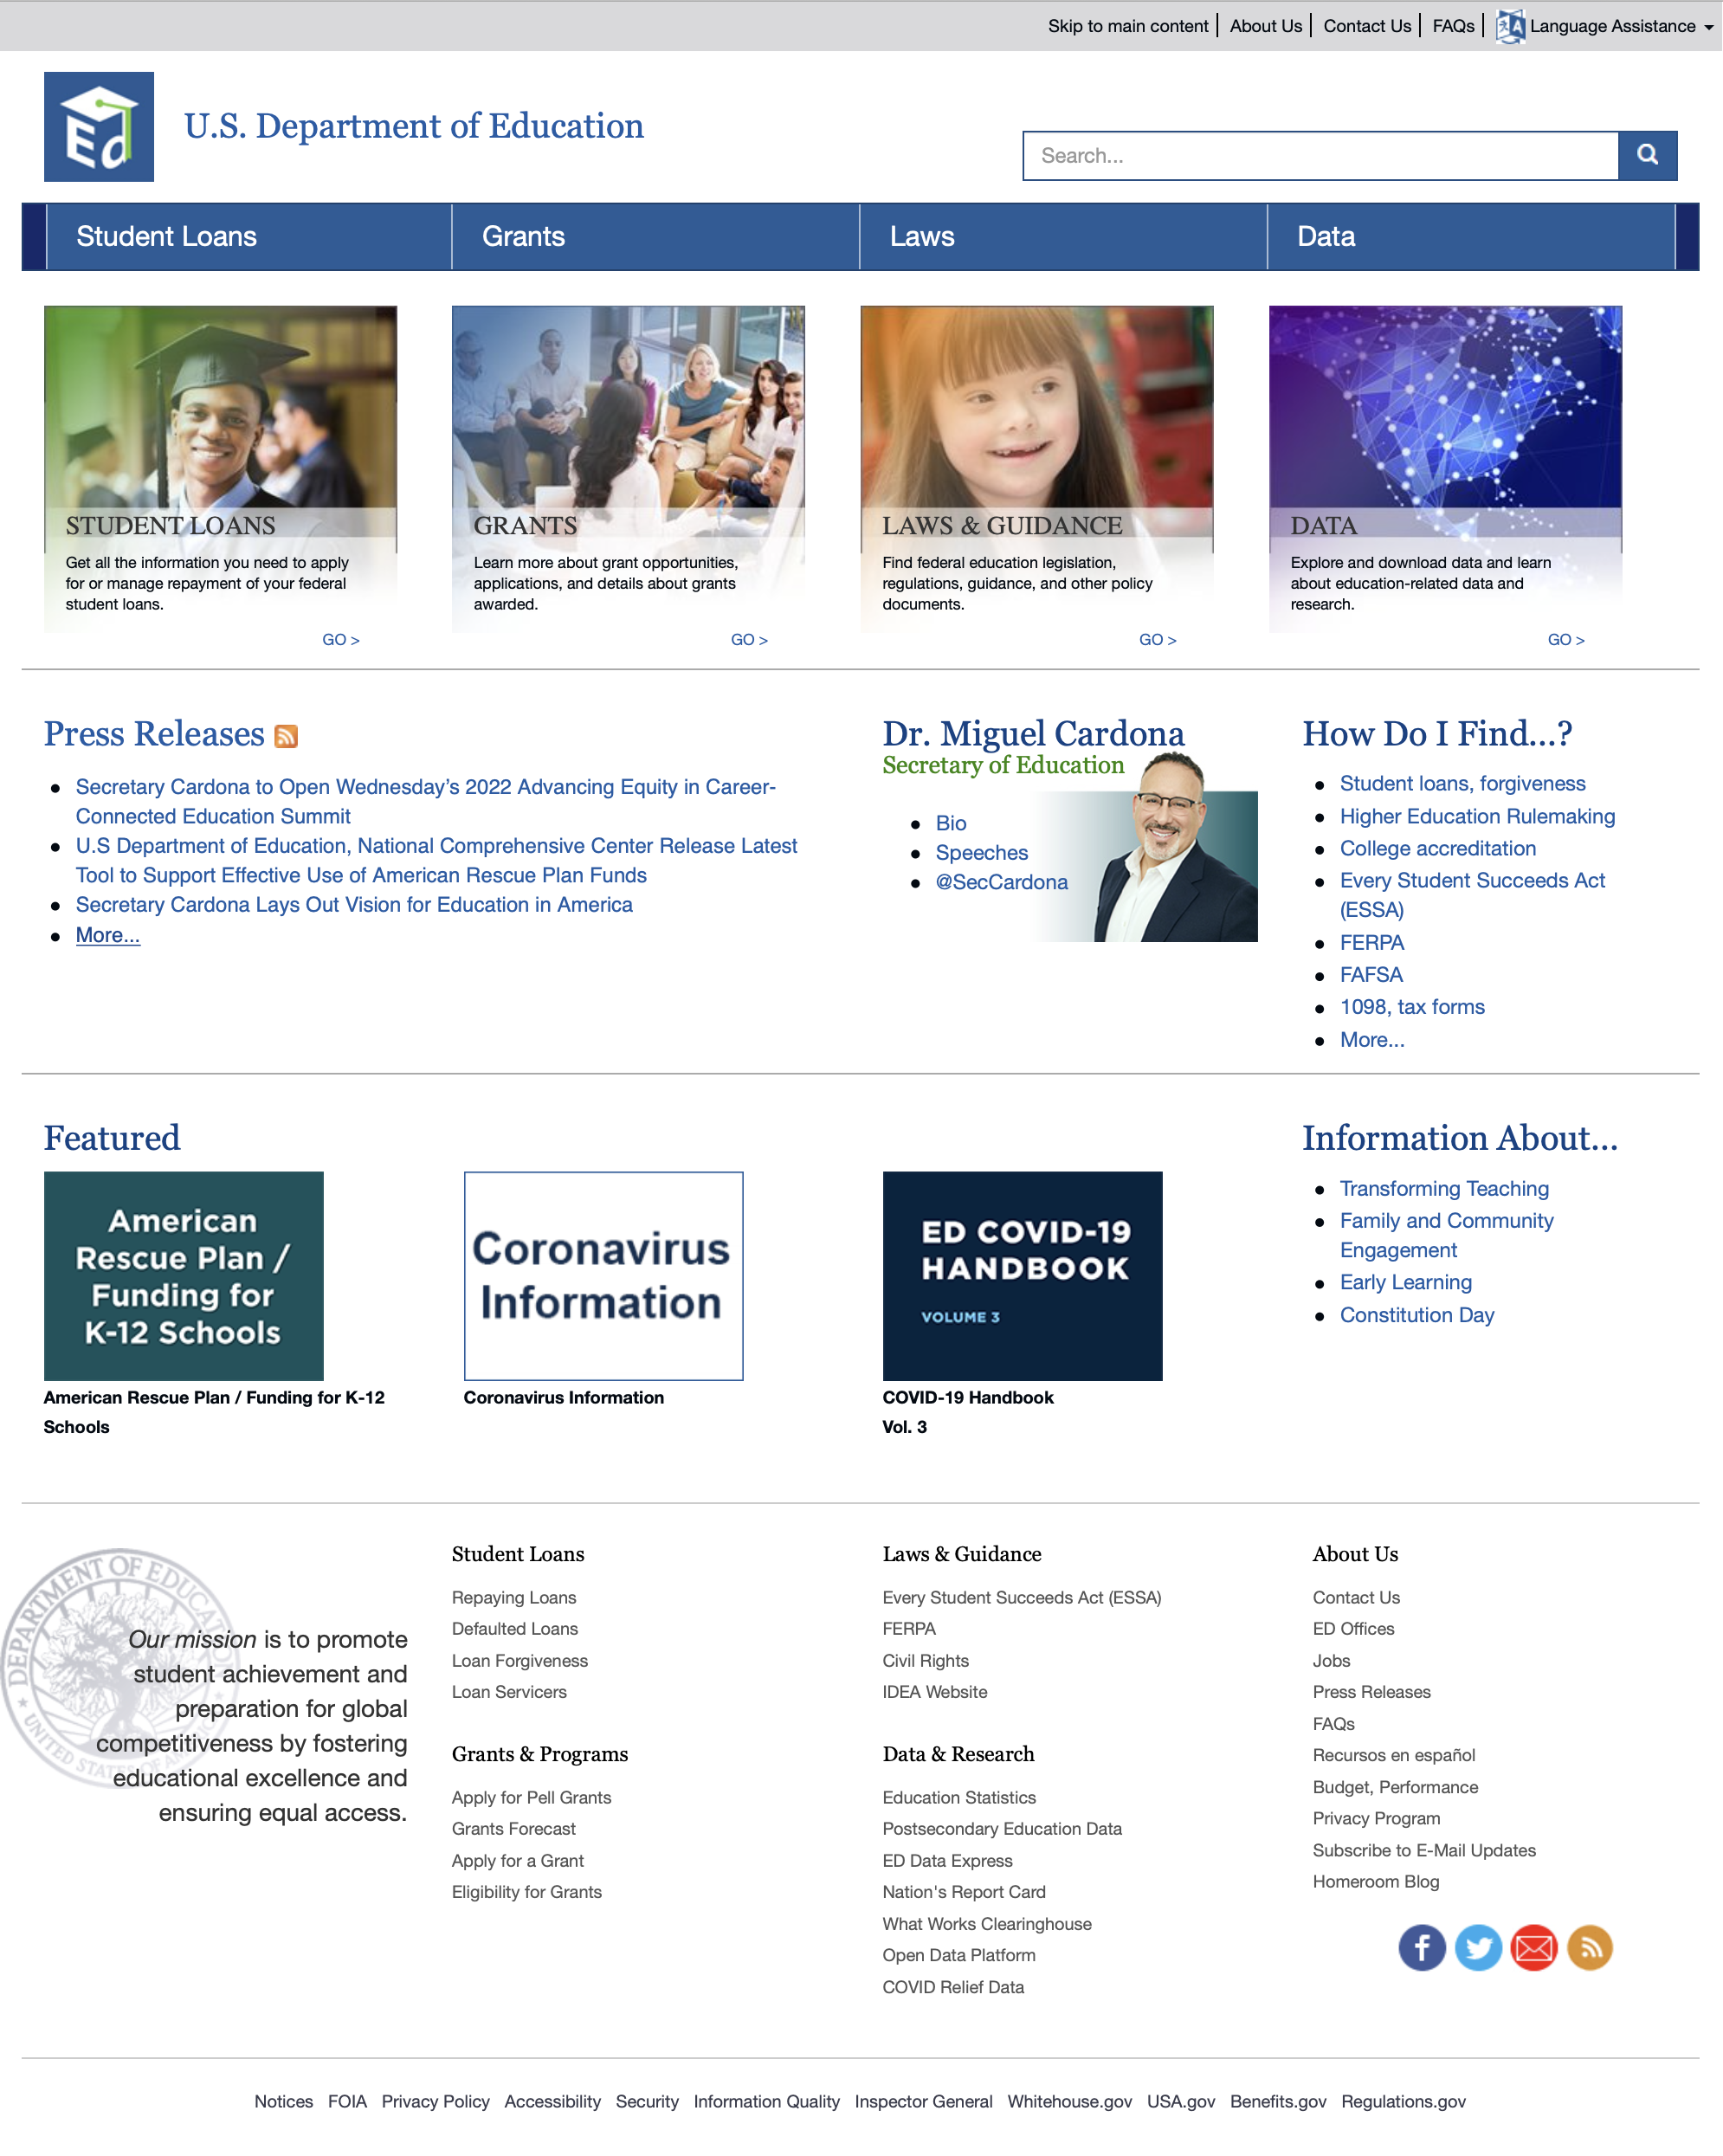 Skip to main content
About Us
Contact Us
FAQs
Language Assistance
Ed
U.S. Department of Education
Search...
Student Loans
Grants
Laws
Data
STUDENT LOANS
Get all the information you need to apply
for or manage repayment of your federal
student loans.
GO >
GRANTS
Learn more about grant opportunities,
applications, and details about grants
awarded.
GO >
LAWS & GUIDANCE
Find federal education legislation,
regulations, guidance, and other policy
documents.
GO >
DATA
Explore and download data and learn
about education-related data and
research.
GO >
Press Releases
Secretary Cardona to Open Wednesday’s 2022 Advancing Equity in Career-
Connected Education Summit
U.S Department of Education, National Comprehensive Center Release Latest
Tool to Support Effective Use of American Rescue Plan Funds
Secretary Cardona Lays Out Vision for Education in America
More...
Dr. Miguel Cardona
Secretary of Education
Bio
Speeches
@SecCardona
How Do I Find...?
Student loans, forgiveness
Higher Education Rulemaking
College accreditation
Every Student Succeeds Act
(ESSA)
FERPA
FAFSA
1098, tax forms
More...
Featured
American
Rescue Plan /
Funding for
K-12 Schools
American Rescue Plan / Funding for K-12
Schools
Coronavirus
Information
Coronavirus Information
ED COVID-19
HANDBOOK
VOLUME 3
COVID-19 Handbook
Vol. 3
Information About...
Transforming Teaching
Family and Community
Engagement
Early Learning
Constitution Day
DEPARTMENT OF EDUCATION
UNITED STATES OF AMERICA
Our mission is to promote
student achievement and
preparation for global
competitiveness by fostering
educational excellence and
ensuring equal access.
Student Loans
Repaying Loans
Defaulted Loans
Loan Forgiveness
Loan Servicers
Grants & Programs
Apply for Pell Grants
Grants Forecast
Apply for a Grant
Eligibility for Grants
Laws & Guidance
Every Student Succeeds Act (ESSA)
FERPA
Civil Rights
IDEA Website
Data & Research
Education Statistics
Postsecondary Education Data
ED Data Express
Nation's Report Card
What Works Clearinghouse
Open Data Platform
COVID Relief Data
About Us
Contact Us
ED Offices
Jobs
Press Releases
FAQs
Recursos en español
Budget, Performance
Privacy Program
Subscribe to E-Mail Updates
Homeroom Blog
Notices FOIA Privacy Policy Accessibility Security Information Quality Inspector General Whitehouse.gov USA.gov Benefits.gov Regulations.gov